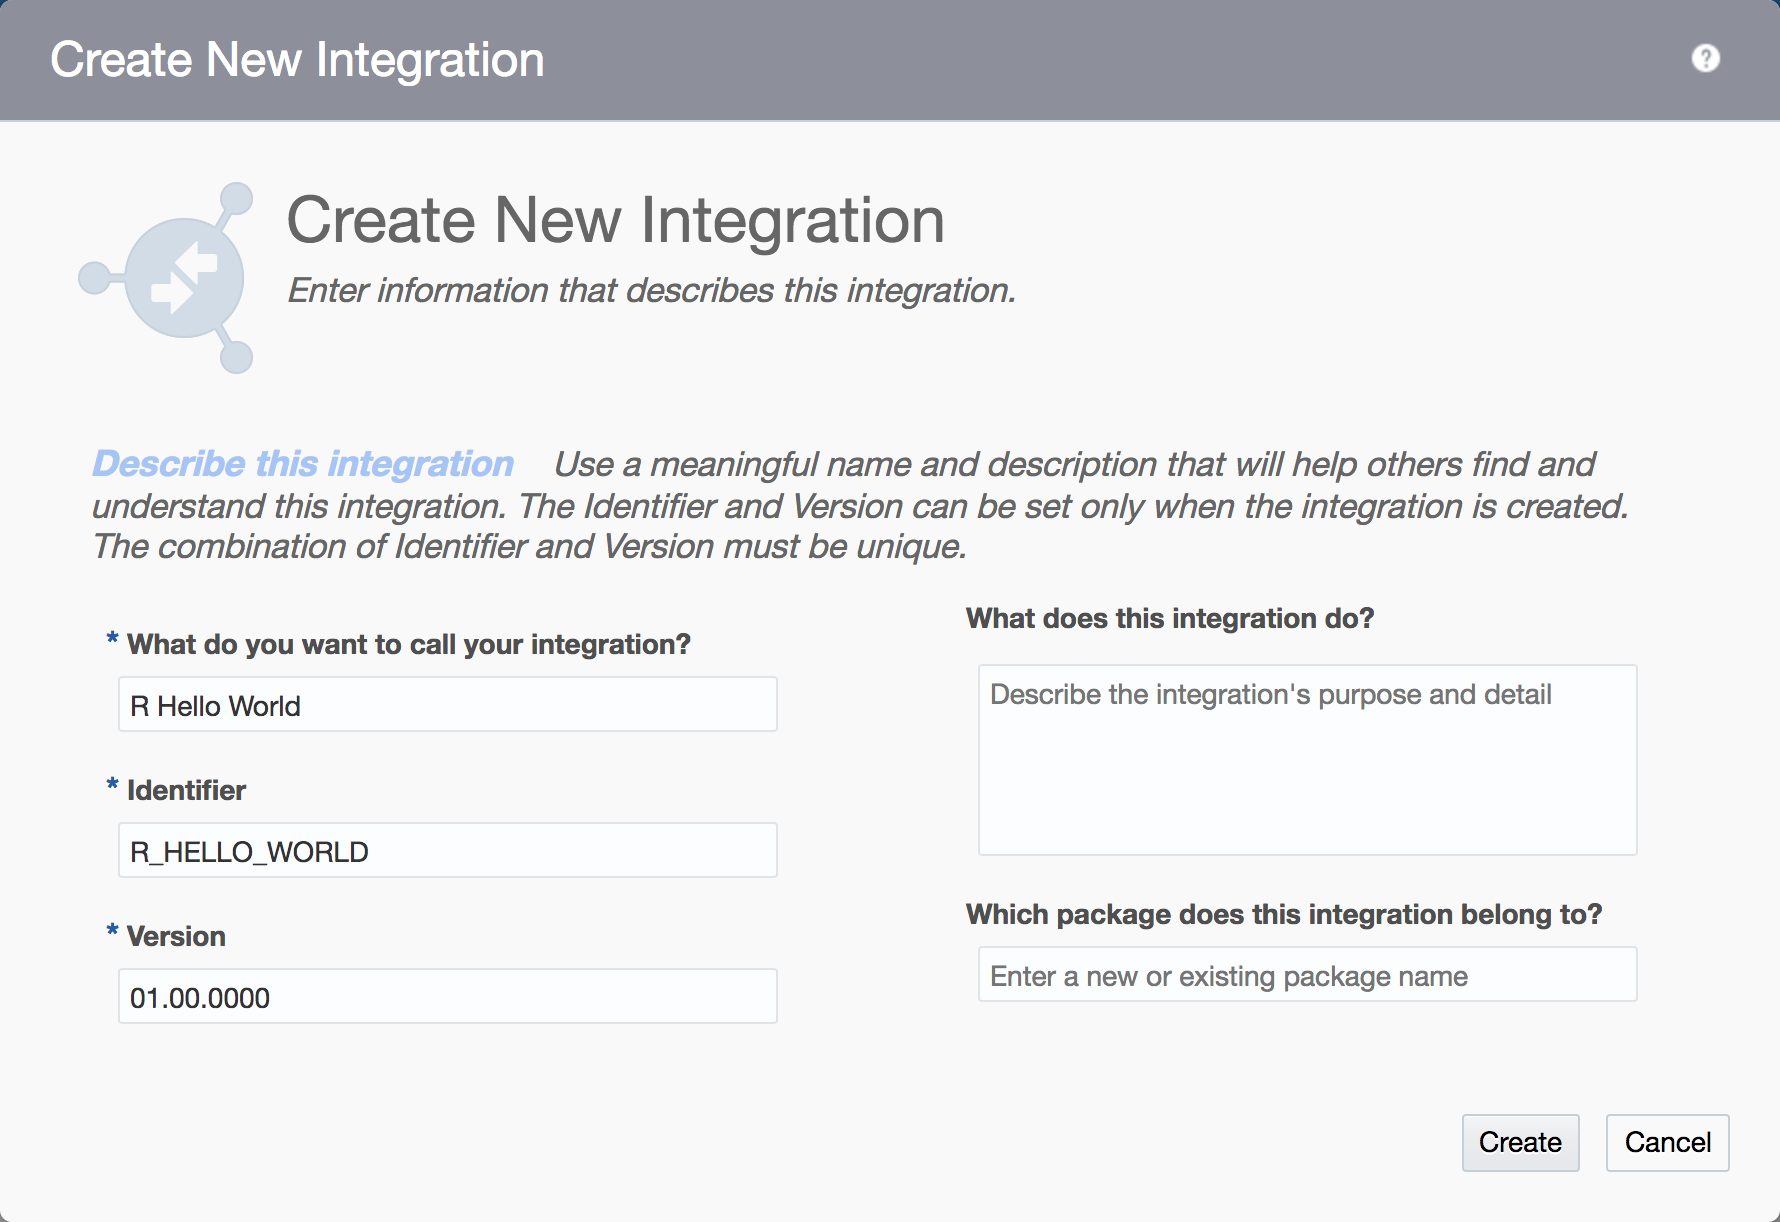 Create New Integration
Create New Integration
Enter information that describes this integration.
Describe this integration Use a meaningful name and description that will help others find and
understand this integration. The Identifier and Version can be set only when the integration is created.
The combination of Identifier and Version must be unique.
* What do you want to call your integration?
R Hello World
* Identifier
R_HELLO_WORLD
* Version
01.00.0000
What does this integration do?
Describe the integration's purpose and detail
Which package does this integration belong to?
Enter a new or existing package name
Create
Cancel